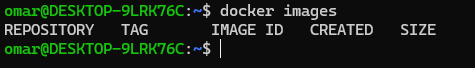 omar@DESKTOP-9LRK76C:~$ docker images
REPOSITORY   TAG       IMAGE ID   CREATED   SIZE
omar@DESKTOP-9LRK76C:~$